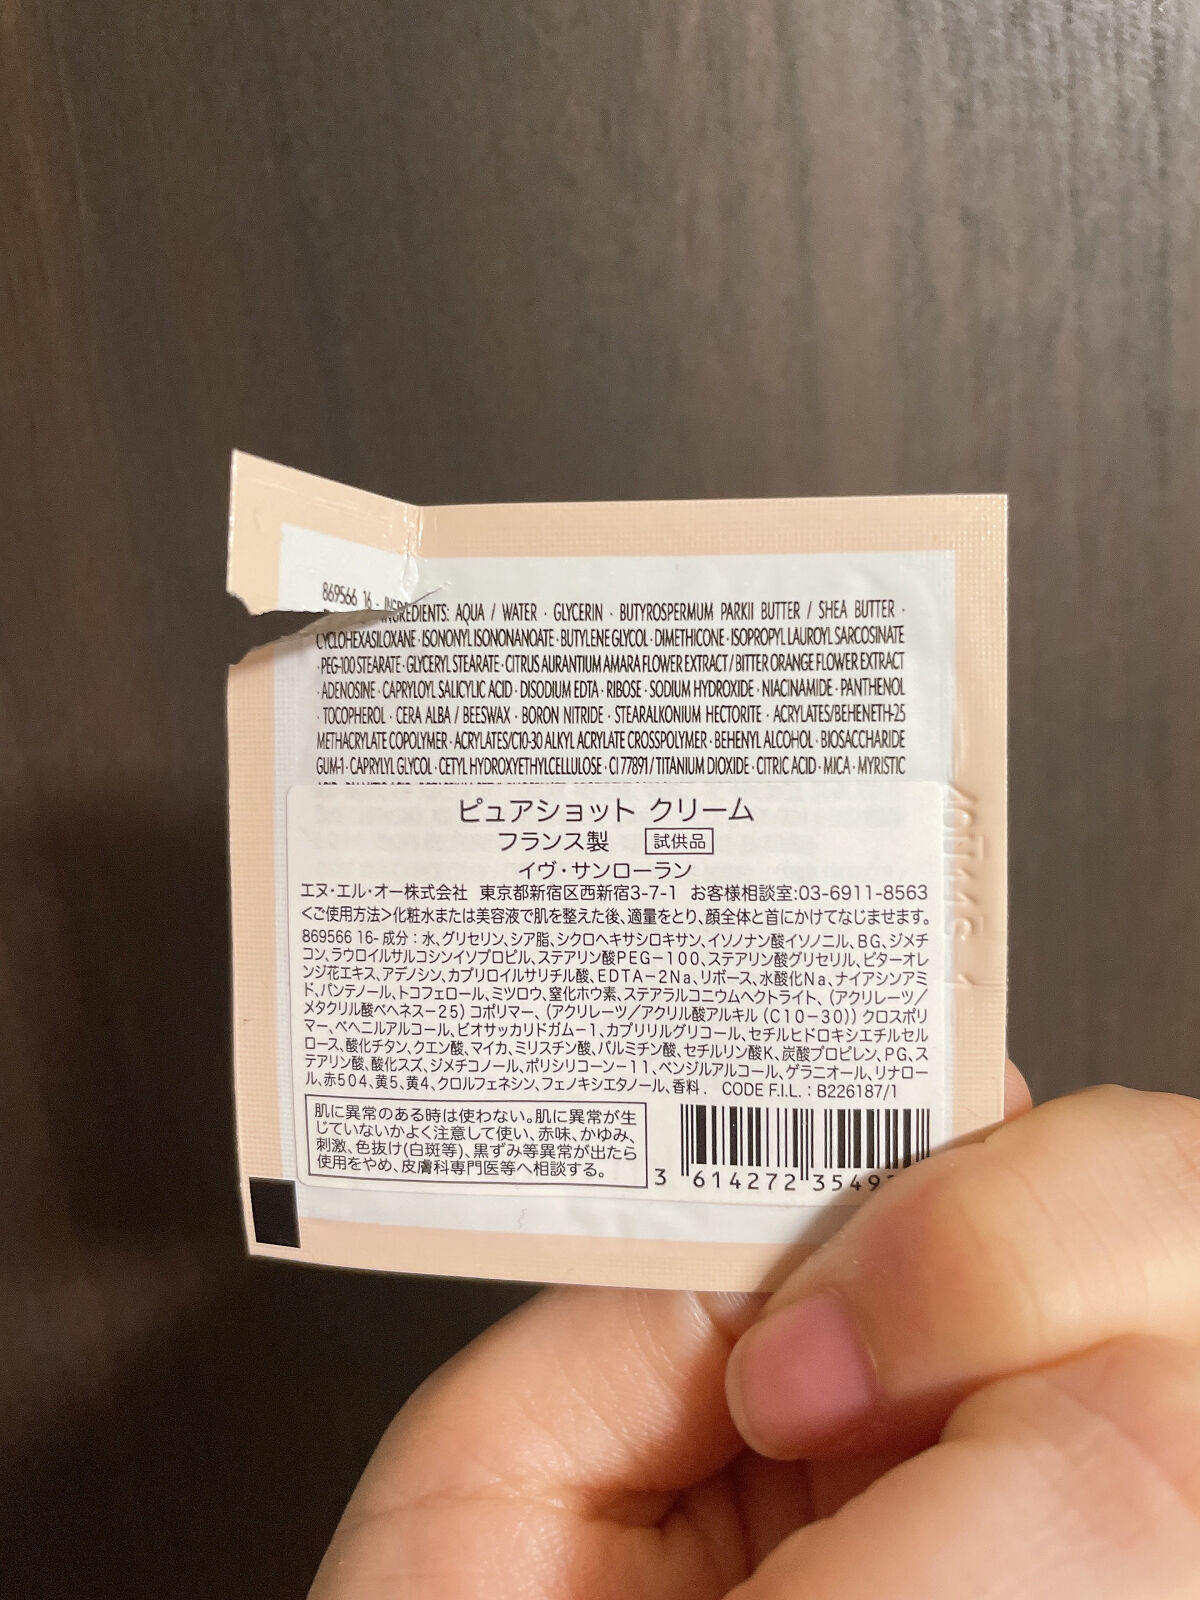 869566 16 - INGREDIENTS: AQUA / WATER · GLYCERIN · BUTYROSPERMUM PARKII BUTTER / SHEA BUTTER ·
CYCLOHEXASILOXANE · ISONONYL ISONONANOATE · BUTYLENE GLYCOL · DIMETHICONE · ISOPROPYL LAUROYL SARCOSINATE
· PEG-100 STEARATE · GLYCERYL STEARATE · CITRUS AURANTIUM AMARA FLOWER EXTRACT / BITTER ORANGE FLOWER EXTRACT
· ADENOSINE · CAPRYLOYL SALICYLIC ACID · DISODIUM EDTA · RIBOSE · SODIUM HYDROXIDE · NIACINAMIDE · PANTHENOL
· TOCOPHEROL · CERA ALBA / BEESWAX · BORON NITRIDE · STEARALKONIUM HECTORITE · ACRYLATES/BEHENETH-25
METHACRYLATE COPOLYMER · ACRYLATES/C10-30 ALKYL ACRYLATE CROSSPOLYMER · BEHENYL ALCOHOL · BIOSACCHARIDE
GUM-1 · CAPRYLYL GLYCOL · CETYL HYDROXYETHYLCELLULOSE · CI 77891 / TITANIUM DIOXIDE · CITRIC ACID · MICA · MYRISTIC
ピュアショット クリーム
フランス製 試供品
イヴ・サンローラン
エヌ・エル・オー株式会社 東京都新宿区西新宿3-7-1 お客様相談室:03-6911-8563
<ご使用方法>化粧水または美容液で肌を整えた後、適量をとり、顔全体と首にかけてなじませます。
869566 16- 成分：水、グリセリン、シア脂、シクロヘキサシロキサン、イソノナン酸イソノニル、BG、ジメチ
コン、ラウロイルサルコシンイソプロピル、ステアリン酸PEG-100、ステアリン酸グリセリル、ビターオレ
ンジ花エキス、アデノシン、カプリロイルサリチル酸、EDTA-2Na、リボース、水酸化Na、ナイアシンアミ
ド、パンテノール、トコフェロール、ミツロウ、窒化ホウ素、ステアラルコニウムヘクトライト、(アクリレーツ／
メタクリル酸ベヘネス-25) コポリマー、(アクリレーツ／アクリル酸アルキル (C10-30)) クロスポリ
マー、ベヘニルアルコール、ビオサッカリドガム-1、カプリリルグリコール、セチルヒドロキシエチルセル
ロース、酸化チタン、クエン酸、マイカ、ミリスチン酸、パルミチン酸、セチルリン酸K、炭酸プロピレン、PG、ス
テアリン酸、酸化スズ、ジメチコノール、ポリシリコーン-11、ベンジルアルコール、ゲラニオール、リナロー
ル、赤504、黄5、黄4、クロルフェネシン、フェノキシエタノール、香料. CODE F.I.L. : B226187/1
肌に異常のある時は使わない。肌に異常が生
じていないかよく注意して使い、赤味、かゆみ、
刺激、色抜け(白斑等)、黒ずみ等異常が出たら
使用をやめ、皮膚科専門医等へ相談する。
3 614272 3549